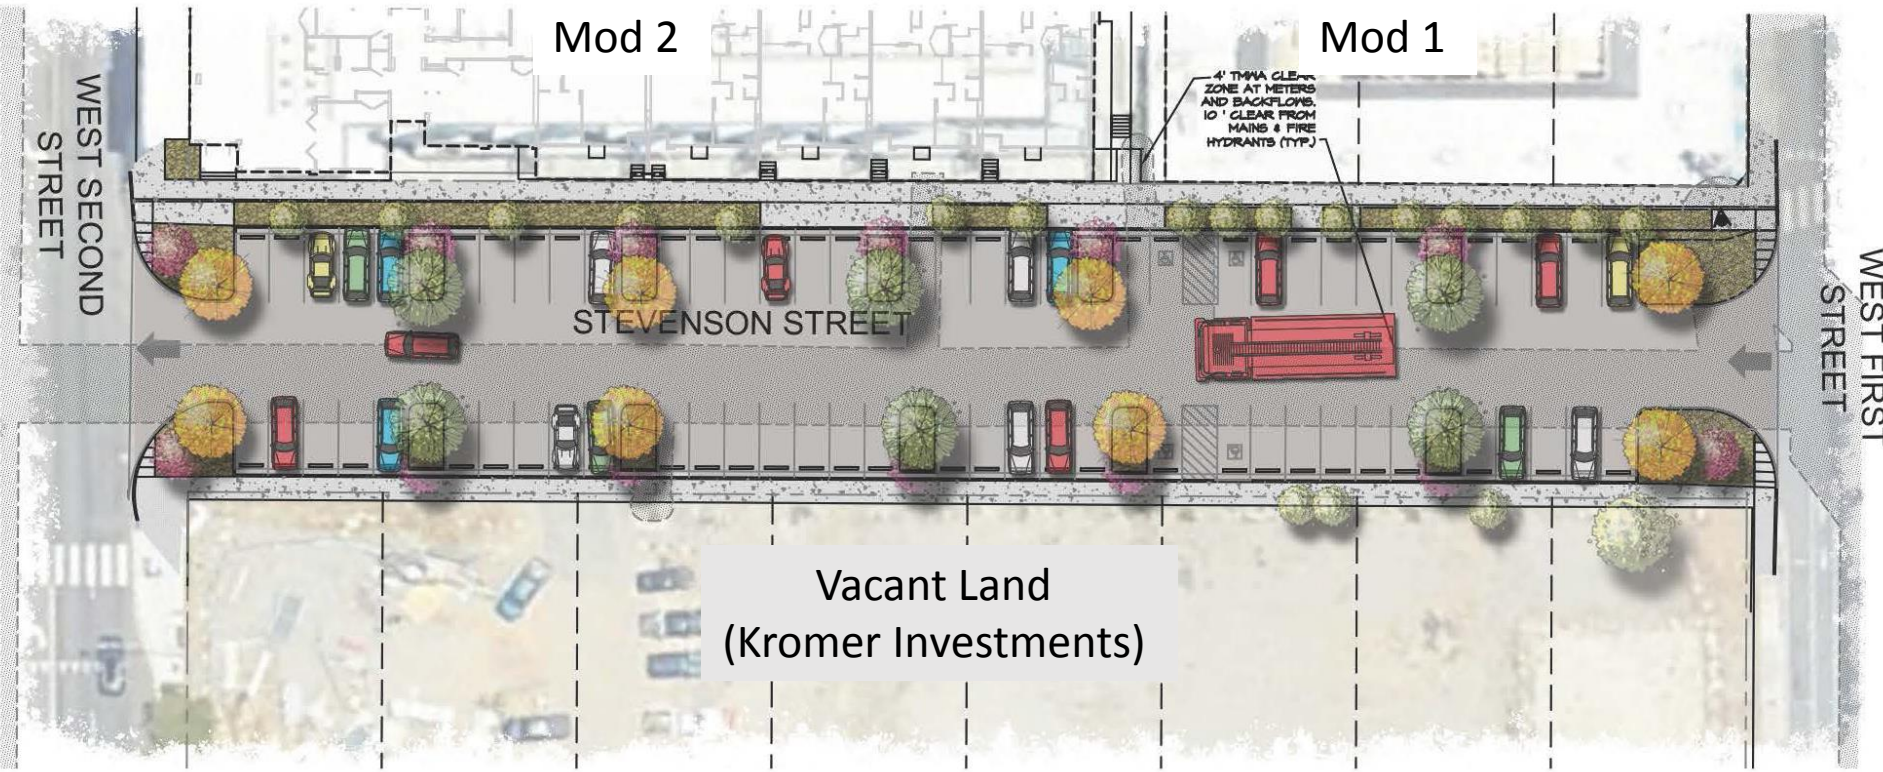 Mod 2
Mod 1
4' TMWA CLEAR
ZONE AT METERS
AND BACKFLOWS.
10 ' CLEAR FROM
MAINS & FIRE
HYDRANTS (TYP.)
WEST SECOND
STREET
STEVENSON STREET
WEST FIRST
STREET
Vacant Land
(Kromer Investments)